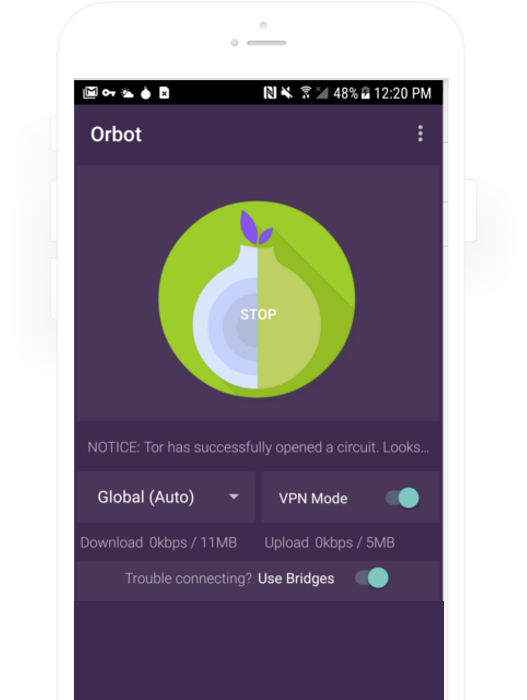 48% 12:20 PM
Orbot
STOP
NOTICE: Tor has successfully opened a circuit. Looks...
Global (Auto) VPN Mode
Download 0kbps / 11MB Upload 0kbps / 5MB
Trouble connecting? Use Bridges